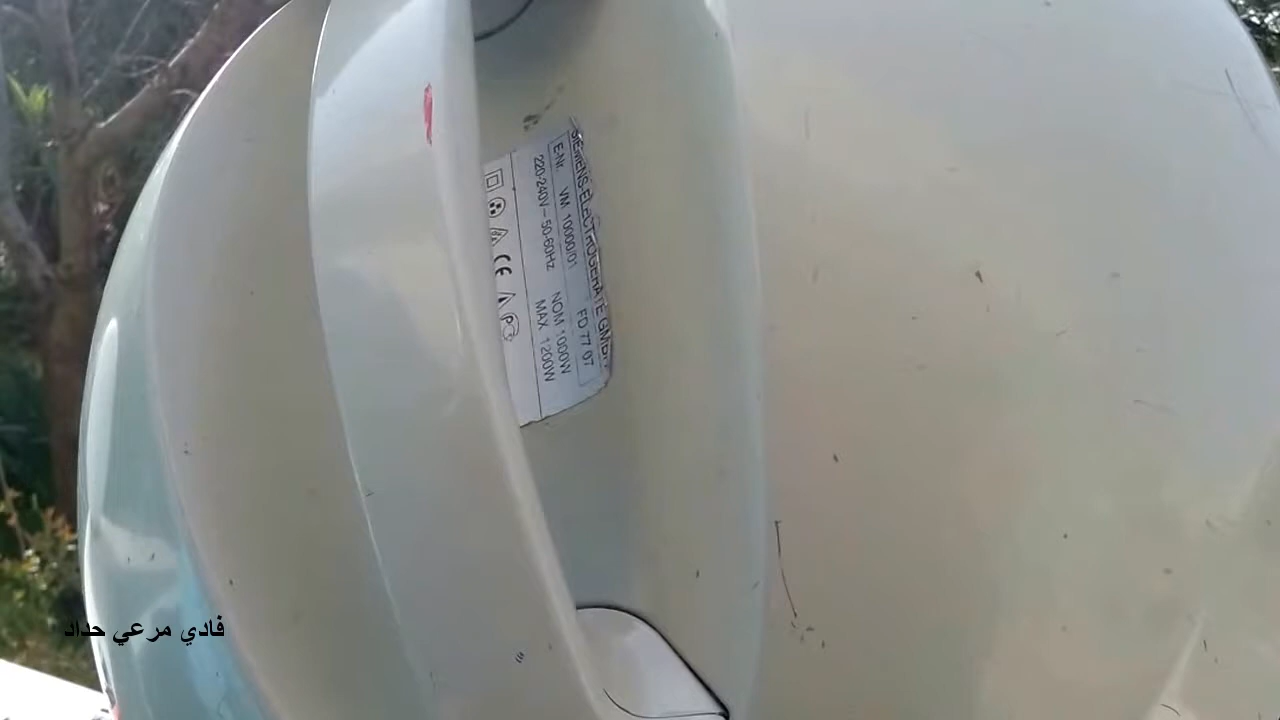 SIEMENS-ELECTROGERÄTE GMBH
E-Nr. VM 10000/01 FD 77 07
220-240V~ 50-60Hz NOM 1000W
MAX 1200W
CE
فادي مرعي حداد